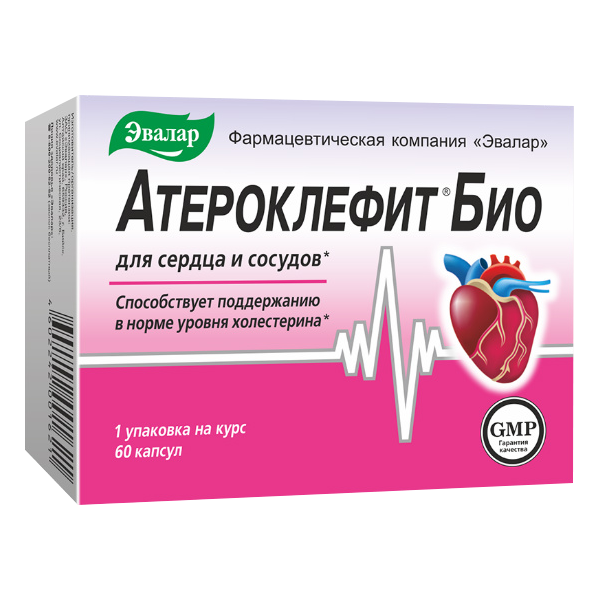 Эвалар
Фармацевтическая компания «Эвалар»
АТЕРОКЛЕФИТ® БИО
для сердца и сосудов*
Способствует поддержанию
в норме уровня холестерина*
1 упаковка на курс
60 капсул
GMP
Гарантия
качества